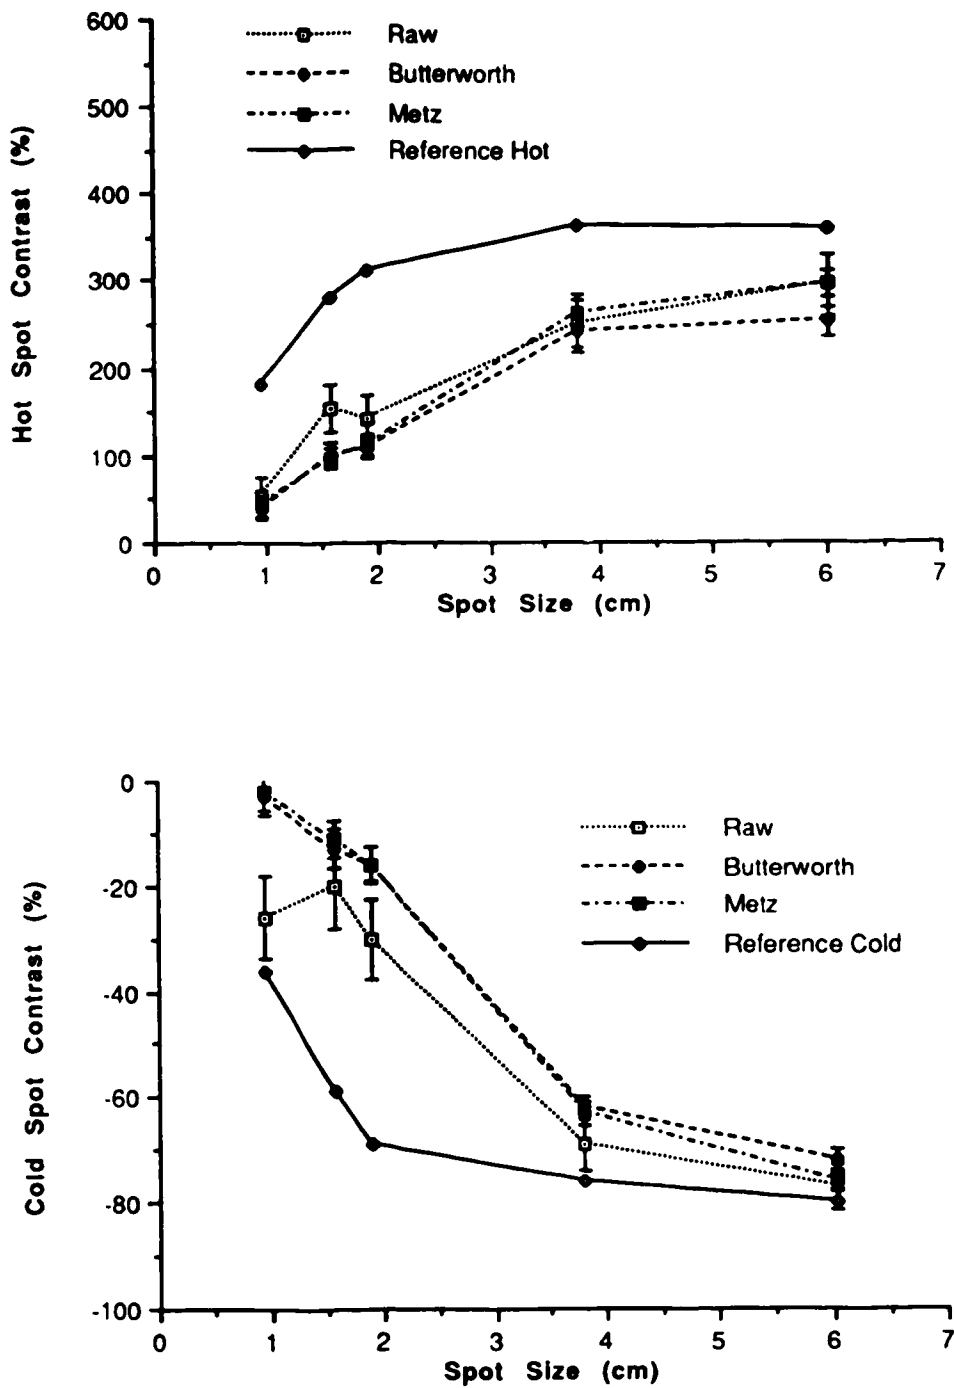 600
500
400
300
200
100
0
Hot Spot Contrast (%)
Raw
Butterworth
Metz
Reference Hot
0 1 2 3 4 5 6 7
Spot Size (cm)
0
-20
-40
-60
-80
-100
Cold Spot Contrast (%)
Raw
Butterworth
Metz
Reference Cold
0 1 2 3 4 5 6 7
Spot Size (cm)